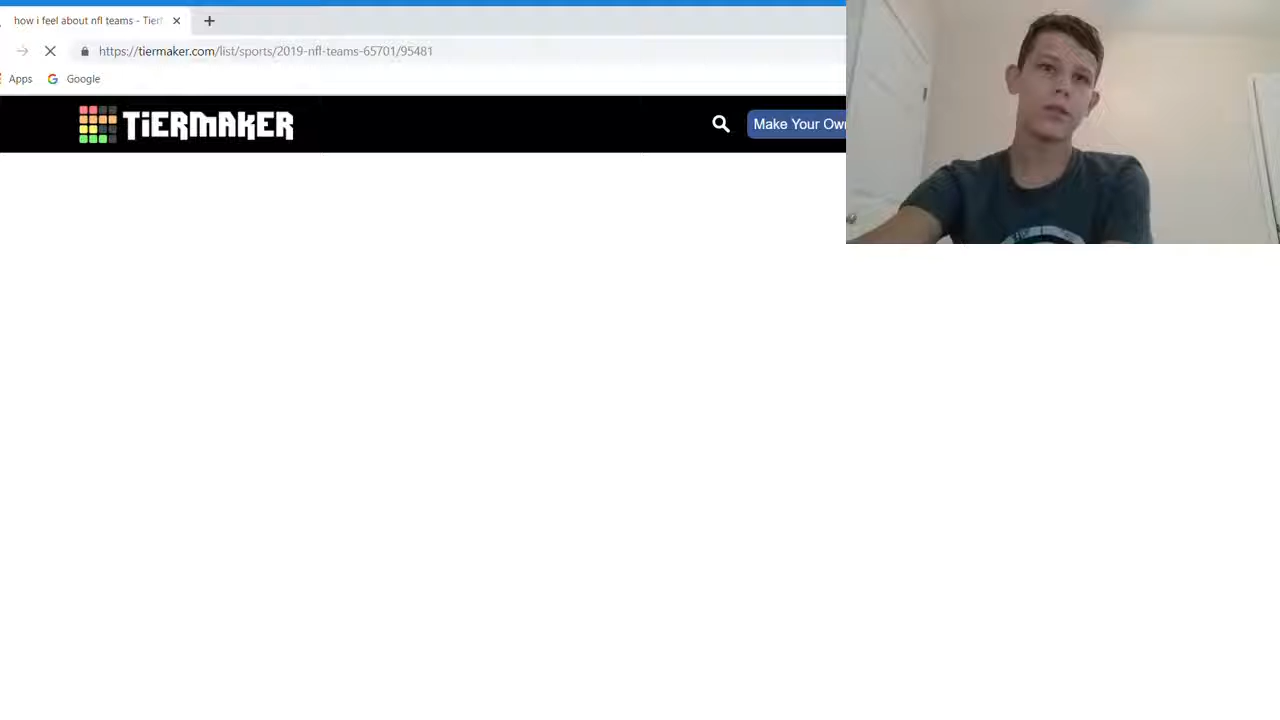 how i feel about nfl teams - Tier
https://tiermaker.com/list/sports/2019-nfl-teams-65701/95481
Apps Google
TiERMAKER
Make Your Own